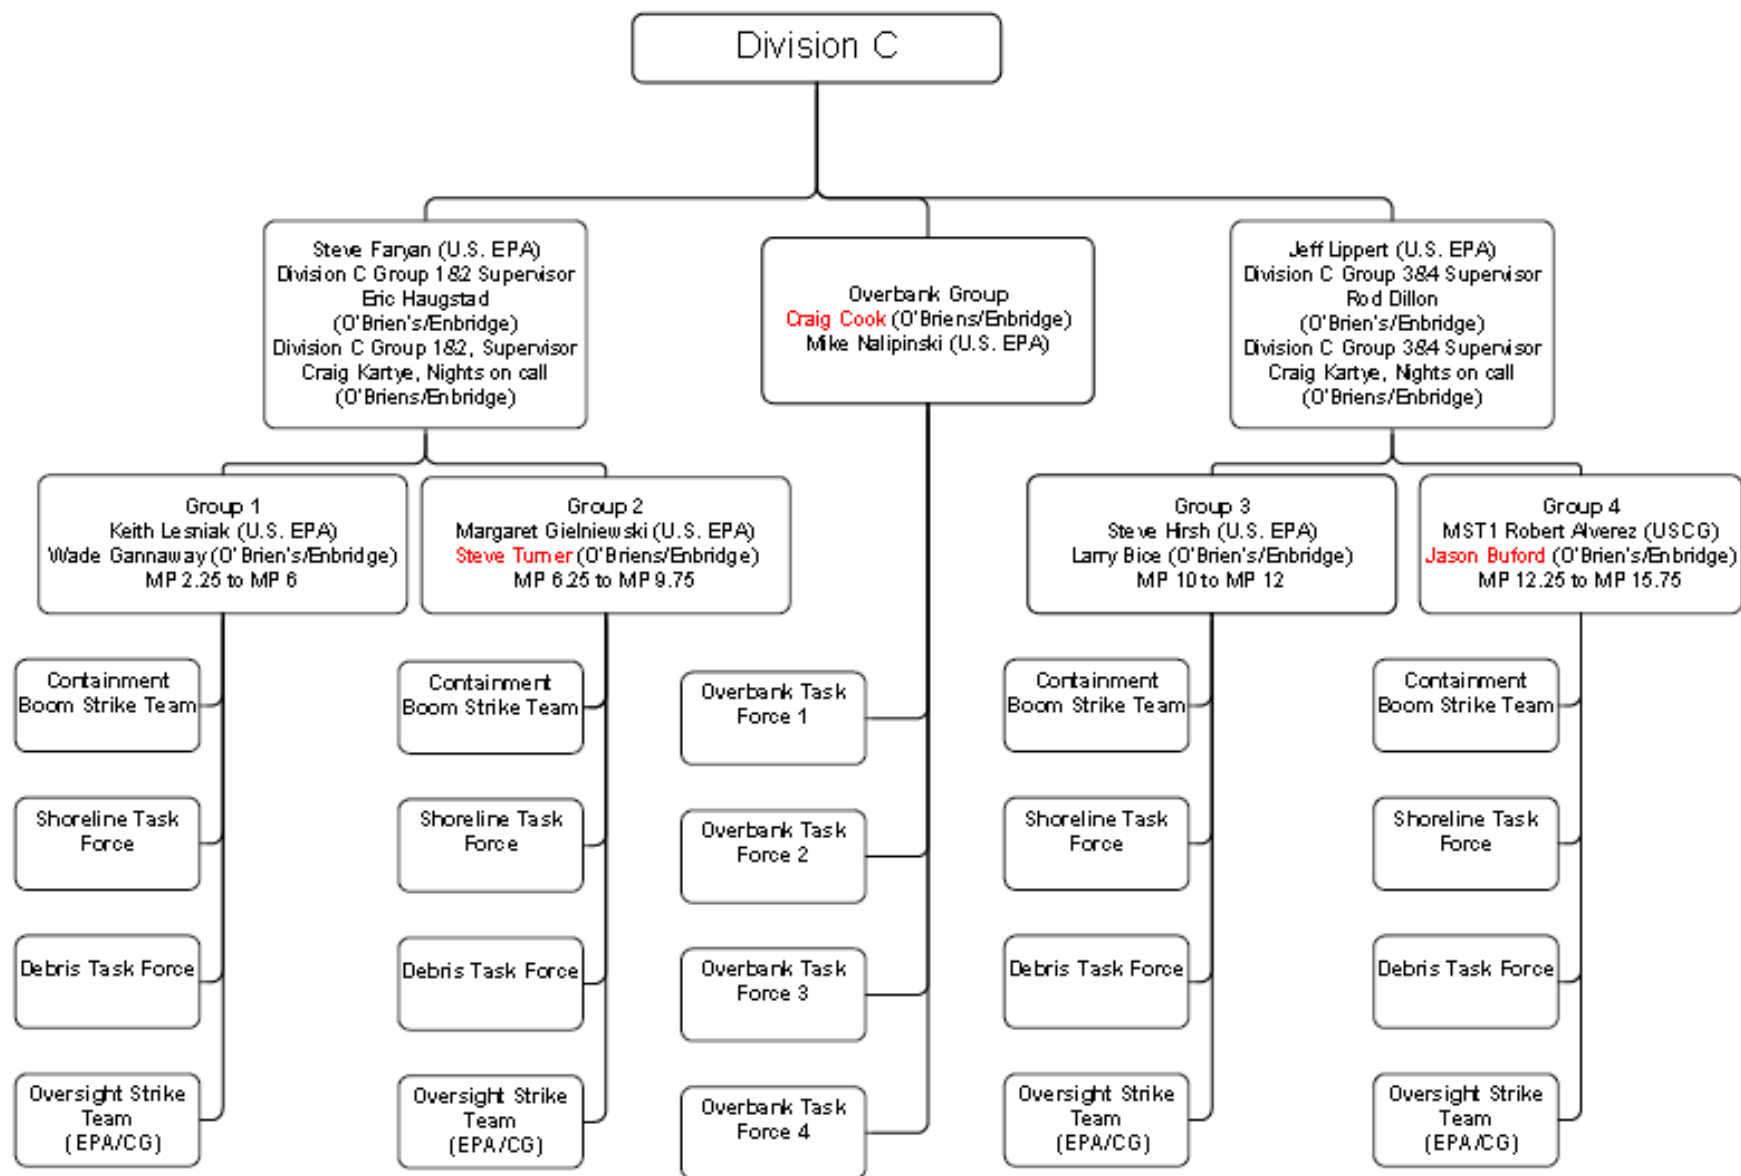 Division C
Steve Faryan (U.S. EPA)
Division C Group 1&2 Supervisor
Eric Haugstad
(O'Brien's/Enbridge)
Division C Group 1&2, Supervisor
Craig Kartye, Nights on call
(O'Briens/Enbridge)
Overbank Group
Craig Cook (O'Briens/Enbridge)
Mike Nalipinski (U.S. EPA)
Jeff Lippert (U.S. EPA)
Division C Group 3&4 Supervisor
Rod Dillon
(O'Brien's/Enbridge)
Division C Group 3&4 Supervisor
Craig Kartye, Nights on call
(O'Briens/Enbridge)
Group 1
Keith Lesniak (U.S. EPA)
Wade Gannaway (O'Brien's/Enbridge)
MP 2.25 to MP 6
Group 2
Margaret Gielniewski (U.S. EPA)
Steve Turner (O'Briens/Enbridge)
MP 6.25 to MP 9.75
Group 3
Steve Hirsh (U.S. EPA)
Larry Bice (O'Brien's/Enbridge)
MP 10 to MP 12
Group 4
MST1 Robert Alverez (USCG)
Jason Buford (O'Brien's/Enbridge)
MP 12.25 to MP 15.75
Containment
Boom Strike Team
Shoreline Task
Force
Debris Task Force
Oversight Strike
Team
(EPA/CG)
Containment
Boom Strike Team
Shoreline Task
Force
Debris Task Force
Oversight Strike
Team
(EPA/CG)
Overbank Task
Force 1
Overbank Task
Force 2
Overbank Task
Force 3
Overbank Task
Force 4
Containment
Boom Strike Team
Shoreline Task
Force
Debris Task Force
Oversight Strike
Team
(EPA/CG)
Containment
Boom Strike Team
Shoreline Task
Force
Debris Task Force
Oversight Strike
Team
(EPA/CG)